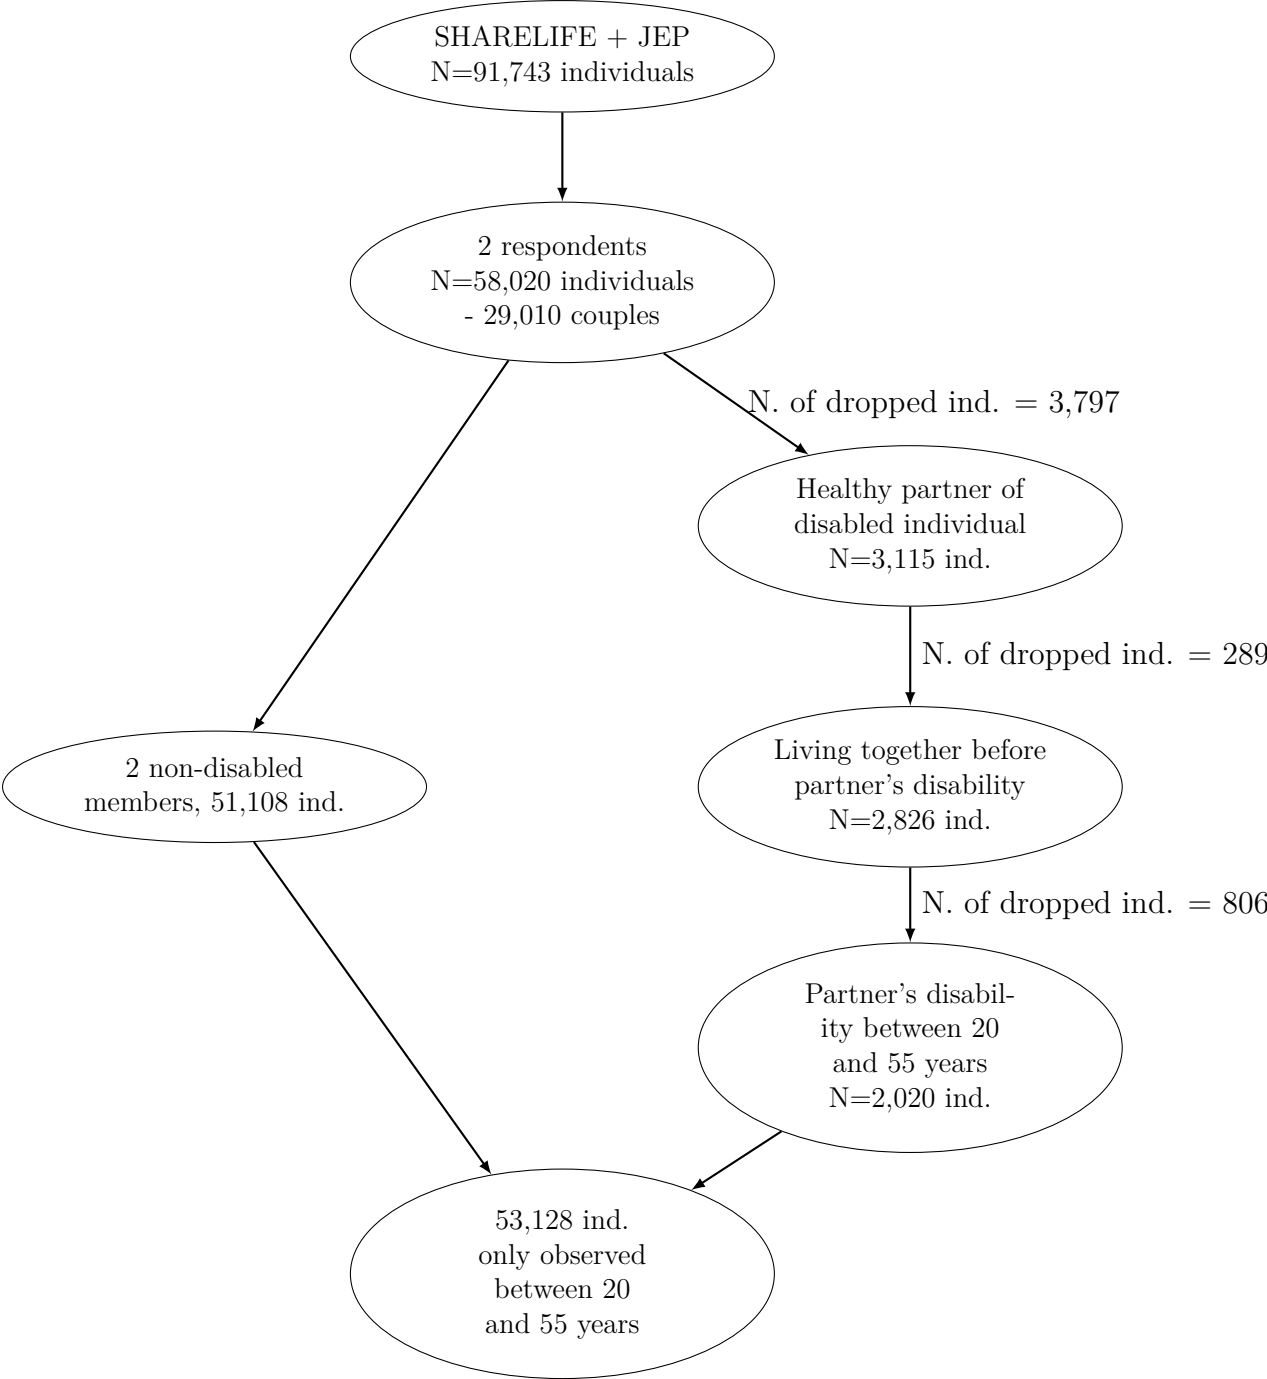 SHARELIFE + JEP
N=91,743 individuals
2 respondents
N=58,020 individuals
- 29,010 couples
N. of dropped ind. = 3,797
Healthy partner of
disabled individual
N=3,115 ind.
N. of dropped ind. = 289
2 non-disabled
members, 51,108 ind.
Living together before
partner's disability
N=2,826 ind.
N. of dropped ind. = 806
Partner's disabil-
ity between 20
and 55 years
N=2,020 ind.
53,128 ind.
only observed
between 20
and 55 years